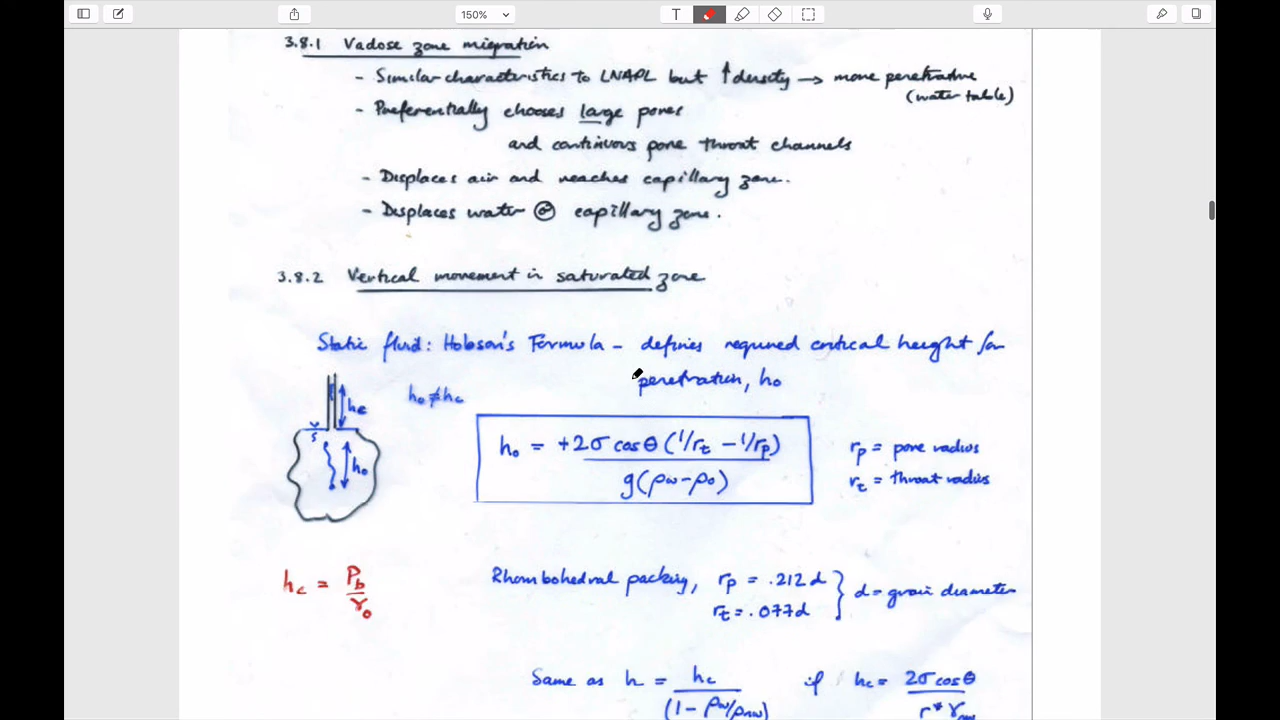 150%
T
3.8.1 Vadose zone migration
- Similar characteristics to LNAPL but ↑density → more penetrative
(water table)
- Preferentially chooses large pores
and continuous pore throat channels
- Displaces air and reaches capillary zone.
- Displaces water @ capillary zone.
3.8.2 Vertical movement in saturated zone
Static fluid: Hobson's Formula - defines required critical height for
penetration, ho
ho ≠ hc
hc
ho
ho = +2σ cosθ (1/rt - 1/rp) / g(ρw - ρo)
rp = pore radius
rt = throat radius
hc = Pb / γo
Rhombohedral packing, rp = .212d
rt = .077d
} d = grain diameter
Same as h = hc / (1 - ρw/ρnw) if hc = 2σ cosθ / r* γnw